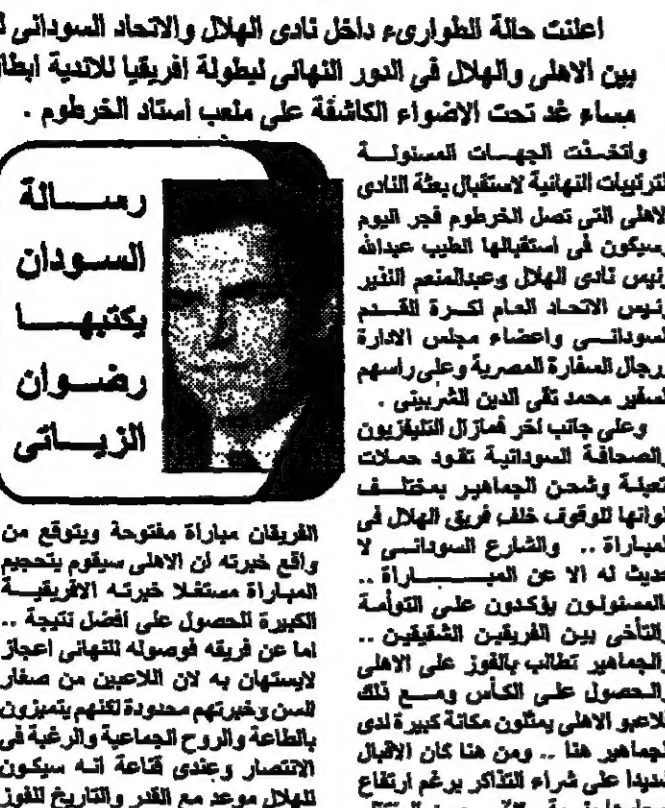 اعلنت حالة الطوارىء داخل نادى الهلال والاتحاد السودانى
بين الاهلى والهلال فى الدور النهائى لبطولة افريقيا للاندية ابطال
مساء غد تحت الاضواء الكاشفة على ملعب استاد الخرطوم .
واتخذت الجهات المسئولة
الترتيبات النهائية لاستقبال بعثة النادى
الاهلى التى تصل الخرطوم فجر اليوم
وسيكون فى استقبالها الطيب عبدالله
رئيس نادى الهلال وعبدالمنعم النذير
رئيس الاتحاد العام لكرة القدم
السودانى واعضاء مجلس الادارة
ورجال السفارة المصرية وعلى راسهم
السفير محمد تقى الدين الشربينى .
وعلى جانب اخر فمازال التليفزيون
والصحافة السودانية تقود حملات
تعبئة وشحن الجماهير بمختلف
الوانها للوقوف خلف فريق الهلال فى
المباراة .. والشارع السودانى لا
حديث له الا عن المباراة ..
المسئولون يؤكدون على التوأمة
والتأخى بين الفريقين الشقيقين ..
الجماهير تطالب بالفوز على الاهلى
والحصول على الكأس ومع ذلك
لاعبو الاهلى يمثلون مكانة كبيرة لدى
الجماهير هنا .. ومن هنا كان الاقبال
شديدا على شراء التذاكر برغم ارتفاع
رسالة
السودان
يكتبها
رضوان
الزياتى
الفريقان مباراة مفتوحة ويتوقع من
واقع خبرته ان الاهلى سيقوم بتحجيم
المباراة مستغلا خبرته الافريقية
الكبيرة للحصول على افضل نتيجة ..
اما عن فريقه فوصوله للنهائى اعجاز
لايستهان به لان اللاعبين من صغار
السن وخبرتهم محدودة لكنهم يتميزون
بالطاعة والروح الجماعية والرغبة فى
الانتصار وعندى قناعة انه سيكون
للهلال موعد مع القدر والتاريخ للفوز